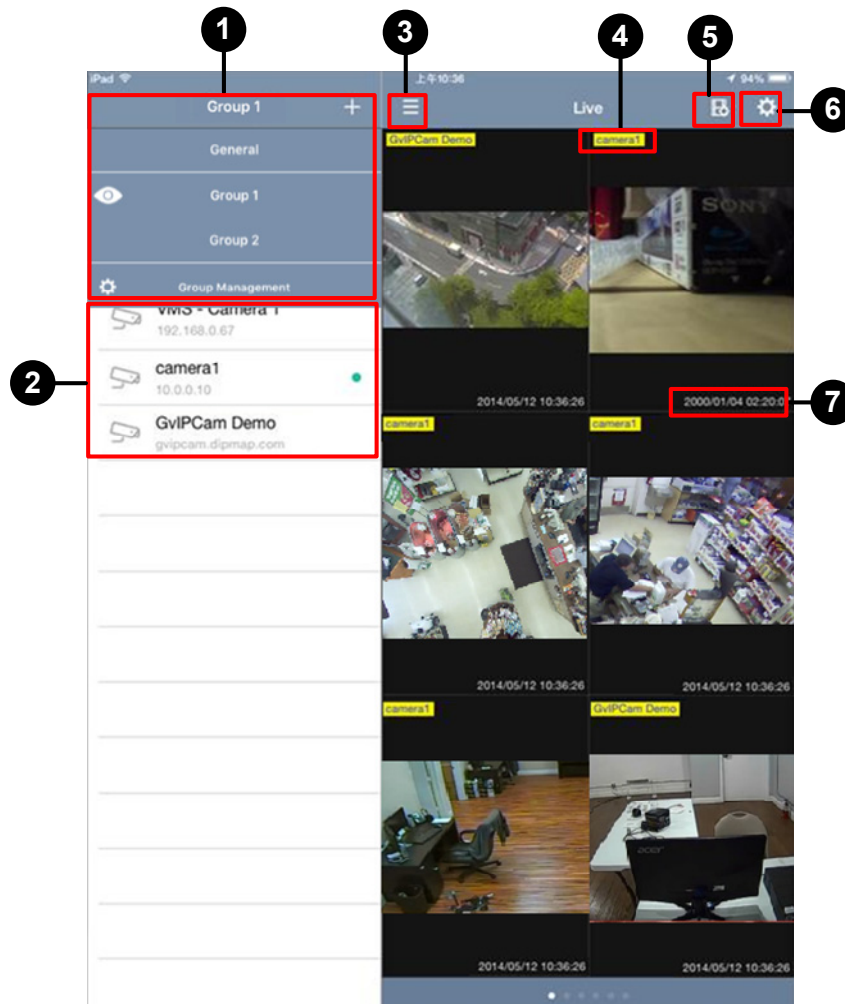 1
3
4
5
iPad
上午10:36
94%
Group 1 +
Live
6
General
Group 1
Group 2
Group Management
GvIPCam Demo
camera1
SONY
2014/05/12 10:36:26
2000/01/04 02:20:0
7
2
VMS - Camera 1
192.168.0.67
camera1
10.0.0.10
GvIPCam Demo
gvipcam.dipmap.com
camera1
camera1
2014/05/12 10:36:26
2014/05/12 10:36:26
camera1
GvIPCam Demo
acer
2014/05/12 10:36:26
2014/05/12 10:36:26